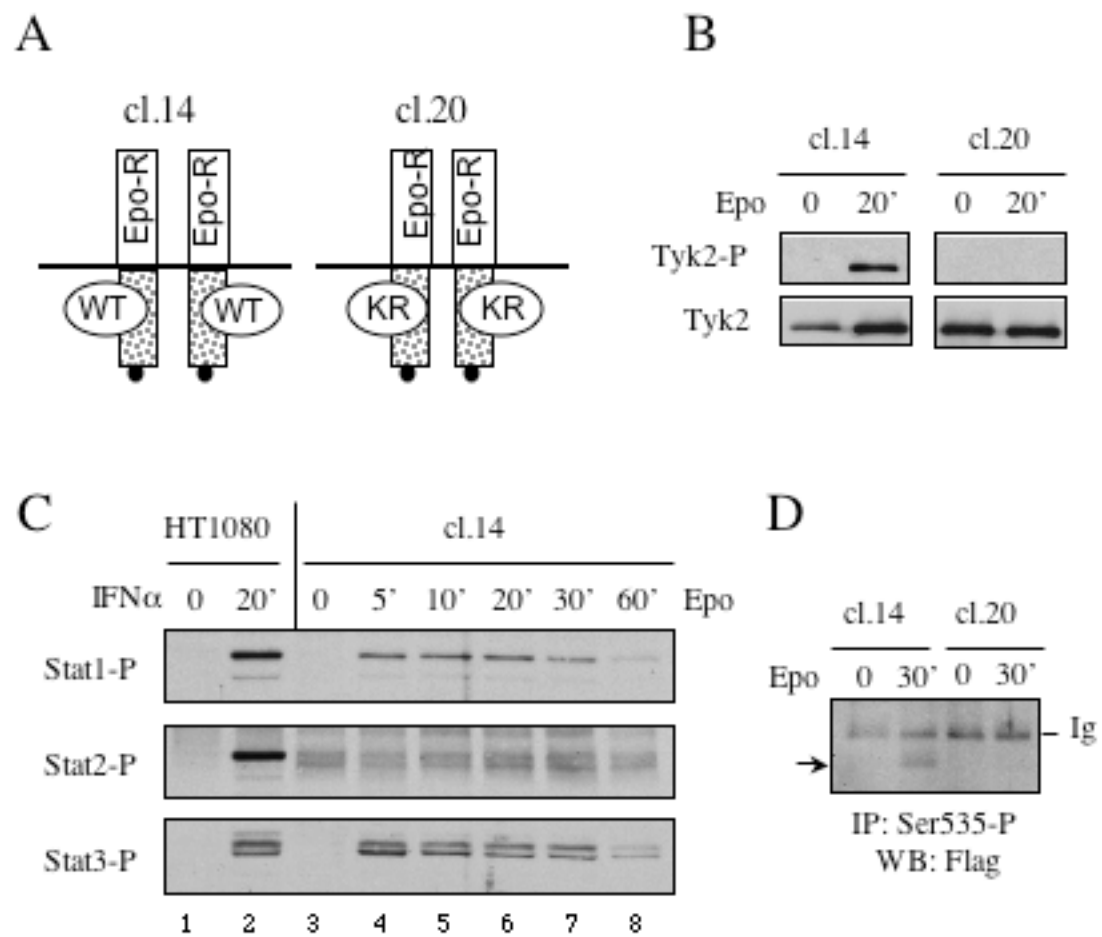 A
cl.14 cl.20
Epo-R Epo-R Epo-R Epo-R
WT WT KR KR
B
cl.14 cl.20
Epo 0 20' 0 20'
Tyk2-P
Tyk2
C
HT1080 cl.14
IFNα 0 20' 0 5' 10' 20' 30' 60' Epo
Stat1-P
Stat2-P
Stat3-P
1 2 3 4 5 6 7 8
D
cl.14 cl.20
Epo 0 30' 0 30'
Ig
IP: Ser535-P
WB: Flag